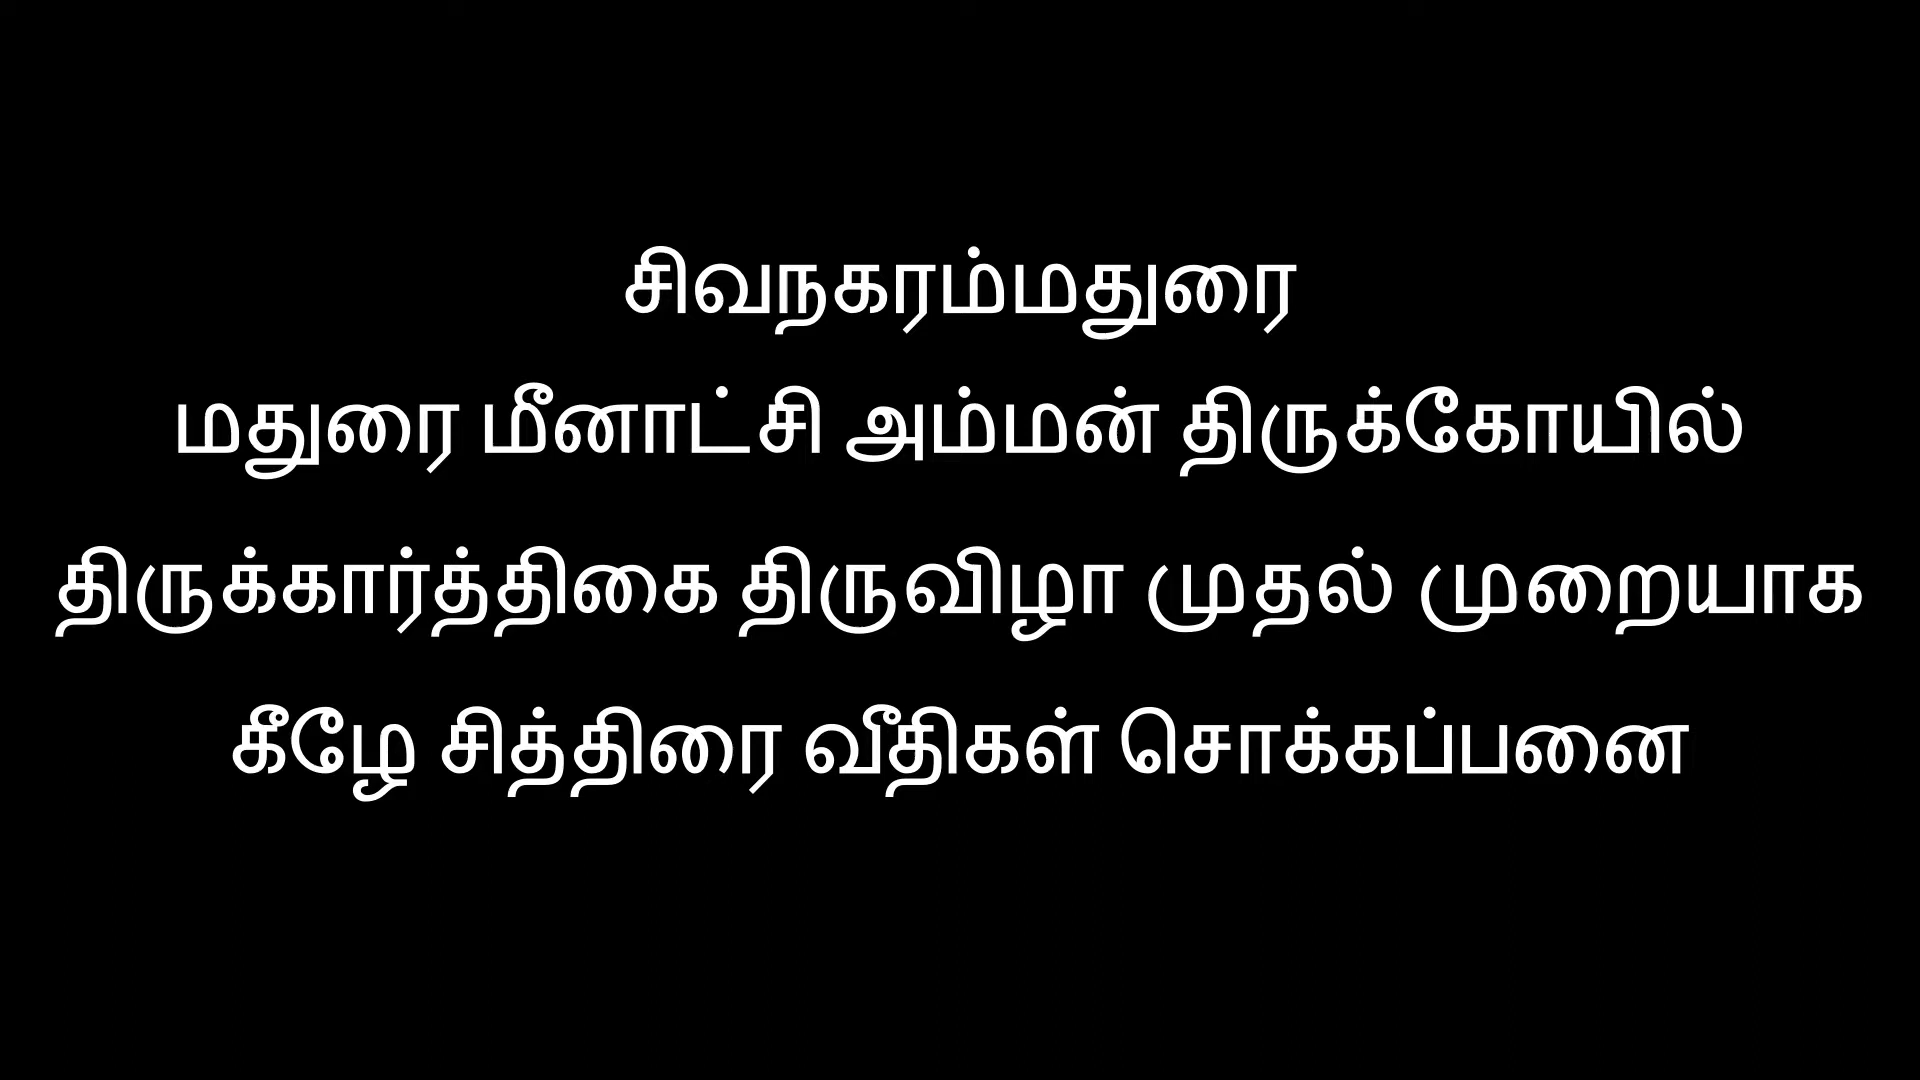 சிவநகரம்மதுரை
மதுரை மீனாட்சி அம்மன் திருக்கோயில்
திருக்கார்த்திகை திருவிழா முதல் முறையாக
கீழே சித்திரை வீதிகள் சொக்கப்பனை